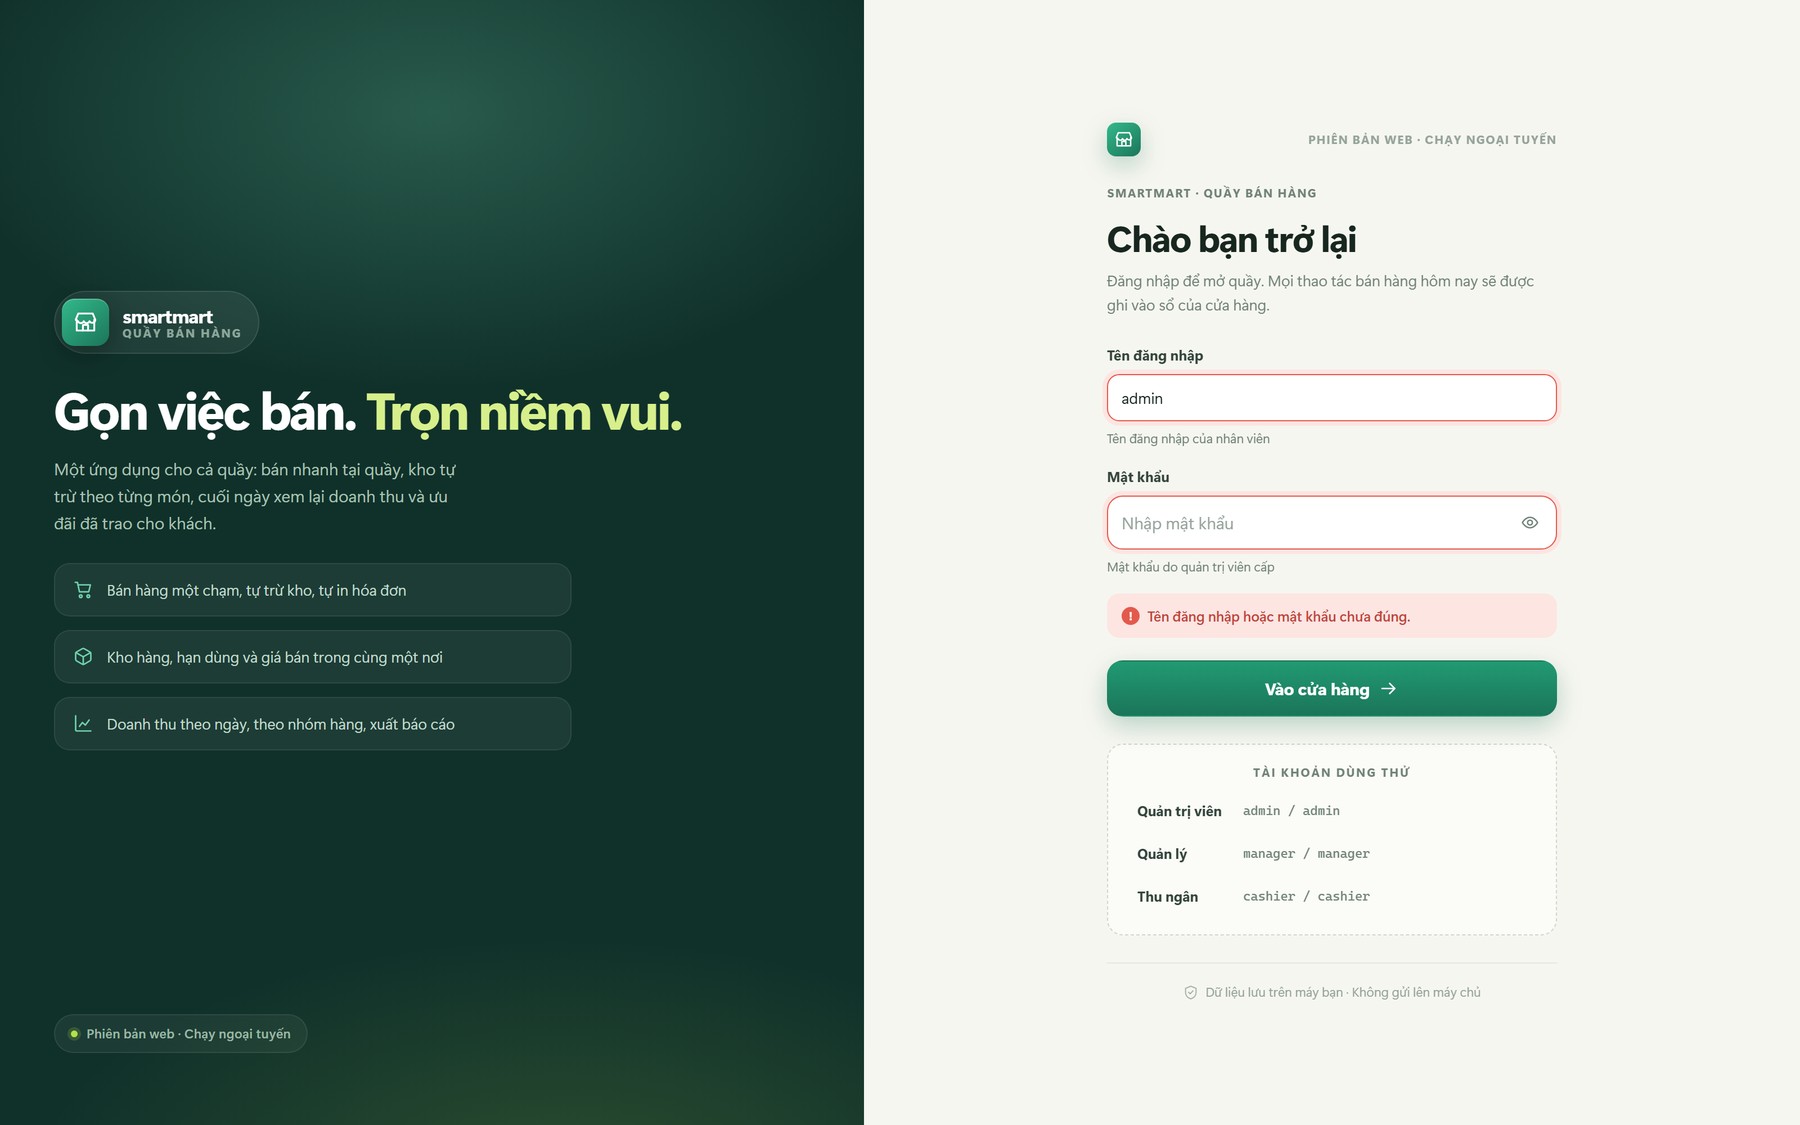 smartmart
QUẦY BÁN HÀNG
Gọn việc bán. Trọn niềm vui.
Một ứng dụng cho cả quầy: bán nhanh tại quầy, kho tự
trừ theo từng món, cuối ngày xem lại doanh thu và ưu
đãi đã trao cho khách.
Bán hàng một chạm, tự trừ kho, tự in hóa đơn
Kho hàng, hạn dùng và giá bán trong cùng một nơi
Doanh thu theo ngày, theo nhóm hàng, xuất báo cáo
Phiên bản web · Chạy ngoại tuyến
PHIÊN BẢN WEB · CHẠY NGOẠI TUYẾN
SMARTMART · QUẦY BÁN HÀNG
Chào bạn trở lại
Đăng nhập để mở quầy. Mọi thao tác bán hàng hôm nay sẽ được
ghi vào sổ của cửa hàng.
Tên đăng nhập
admin
Tên đăng nhập của nhân viên
Mật khẩu
Nhập mật khẩu
Mật khẩu do quản trị viên cấp
Tên đăng nhập hoặc mật khẩu chưa đúng.
Vào cửa hàng →
TÀI KHOẢN DÙNG THỬ
Quản trị viên admin / admin
Quản lý manager / manager
Thu ngân cashier / cashier
Dữ liệu lưu trên máy bạn · Không gửi lên máy chủ